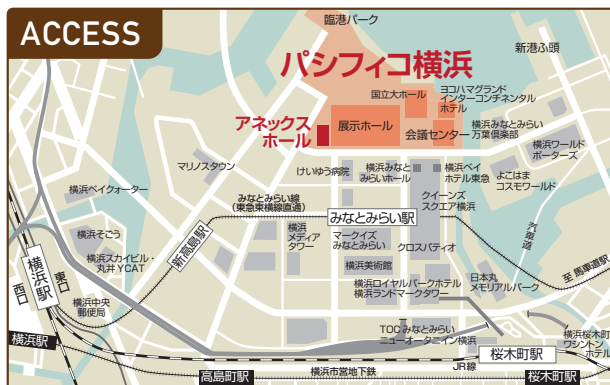 ACCESS
臨港パーク
新港ふ頭
パシフィコ横浜
国立大ホール
ヨコハマグランド
インターコンチネンタル
ホテル
アネックス
ホール
展示ホール
会議センター
横浜みなとみらい
万葉倶楽部
横浜ワールド
ポーターズ
マリノスタウン
けいゆう病院
横浜みなと
みらいホール
横浜ベイ
ホテル東急
よこはま
コスモワールド
横浜ベイクォーター
みなとみらい線
(東急東横線直通)
みなとみらい駅
クイーンズ
スクエア横浜
汽車道
横浜そごう
新高島駅
横浜
メディア
タワー
マークイズ
みなとみらい
クロスパティオ
横浜スカイビル・
丸井YCAT
横浜駅
東口
西口
横浜美術館
至 馬車道駅
日本丸
メモリアルパーク
横浜ロイヤルパークホテル
横浜ランドマークタワー
横浜中央
郵便局
TOCみなとみらい
ニューオータニイン横浜
横浜桜木町
ワシントン
ホテル
横浜駅
桜木町駅
JR線
高島町駅
横浜市営地下鉄
桜木町駅